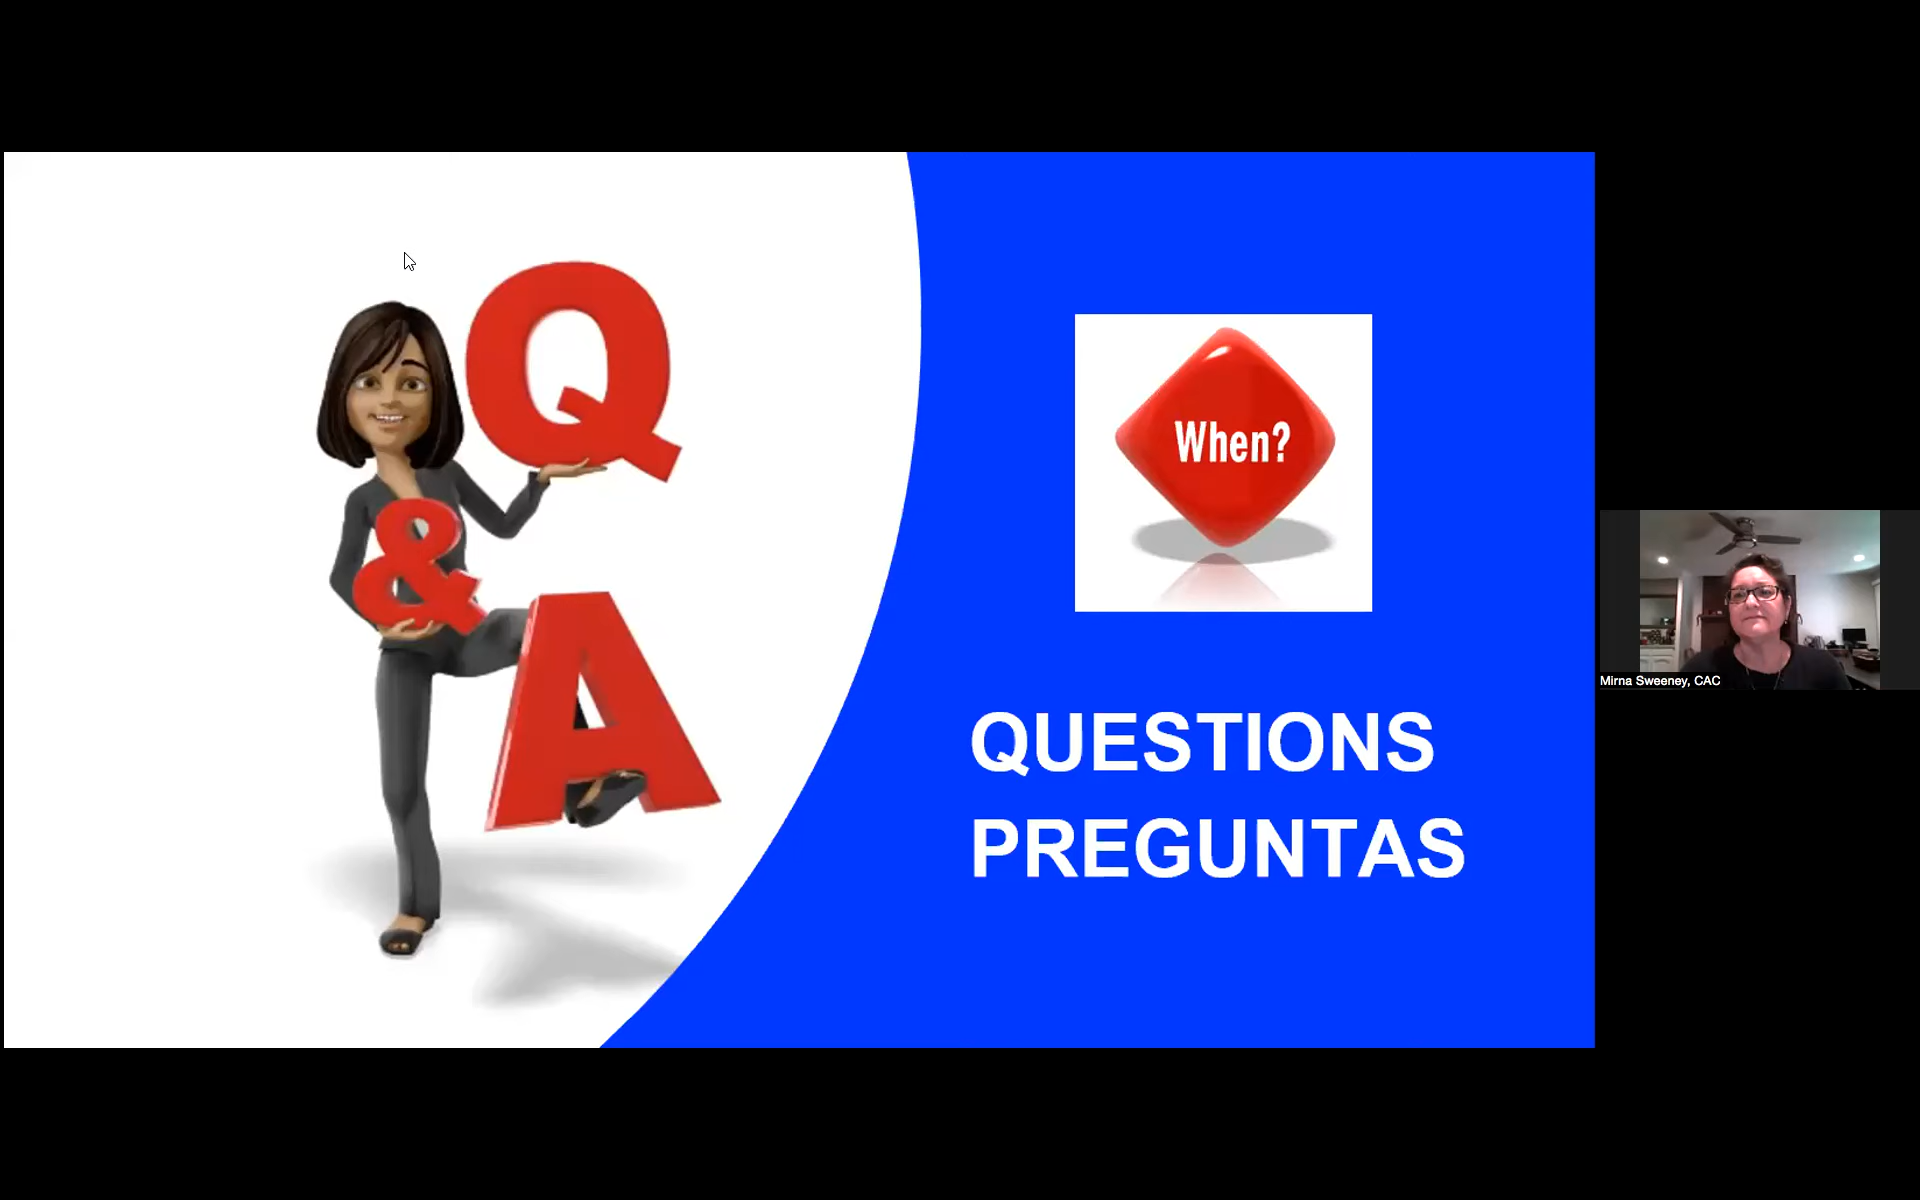 Q
&
A
When?
QUESTIONS
PREGUNTAS
Mirna Sweeney, CAC